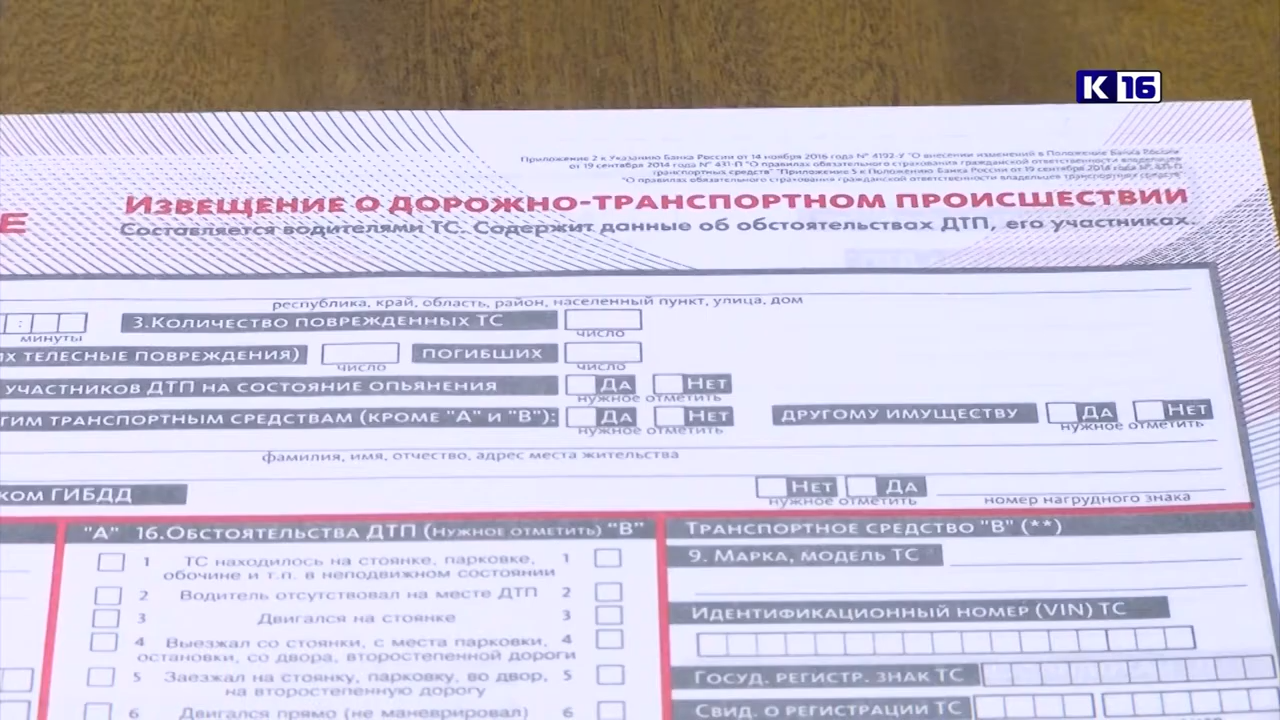 К 16
Приложение 2 к Указанию Банка России от 14 ноября 2016 года № 4192-У "О внесении изменений в Положение Банка России
от 19 сентября 2014 года № 431-П "О правилах обязательного страхования гражданской ответственности владельцев
транспортных средств" "Приложение 5 к Положению Банка России от 19 сентября 2014 года № 431-П
"О правилах обязательного страхования гражданской ответственности владельцев транспортных средств"
Е ИЗВЕЩЕНИЕ О ДОРОЖНО-ТРАНСПОРТНОМ ПРОИСШЕСТВИИ
Составляется водителями ТС. Содержит данные об обстоятельствах ДТП, его участниках.
республика, край, область, район, населенный пункт, улица, дом
: 3.Количество поврежденных ТС
минуты число
их телесные повреждения) погибших
число число
участников ДТП на состояние опьянения Да Нет
нужное отметить
гим транспортным средствам (кроме "А" и "В"): Да Нет другому имуществу Да Нет
нужное отметить нужное отметить
фамилия, имя, отчество, адрес места жительства
ком ГИБДД Нет Да
нужное отметить номер нагрудного знака
"А" 16.Обстоятельства ДТП (нужное отметить) "В" Транспортное средство "В" (**)
1 ТС находилось на стоянке, парковке, 1
обочине и т.п. в неподвижном состоянии
9. Марка, модель ТС
2 Водитель отсутствовал на месте ДТП 2
3 Двигался на стоянке 3
Идентификационный номер (VIN) ТС
4 Выезжал со стоянки, с места парковки, 4
остановки, со двора, второстепенной дороги
5 Заезжал на стоянку, парковку, во двор, 5
на второстепенную дорогу
Госуд. регистр. знак ТС
6 Двигался прямо (не маневрировал) 6
Свид. о регистрации ТС